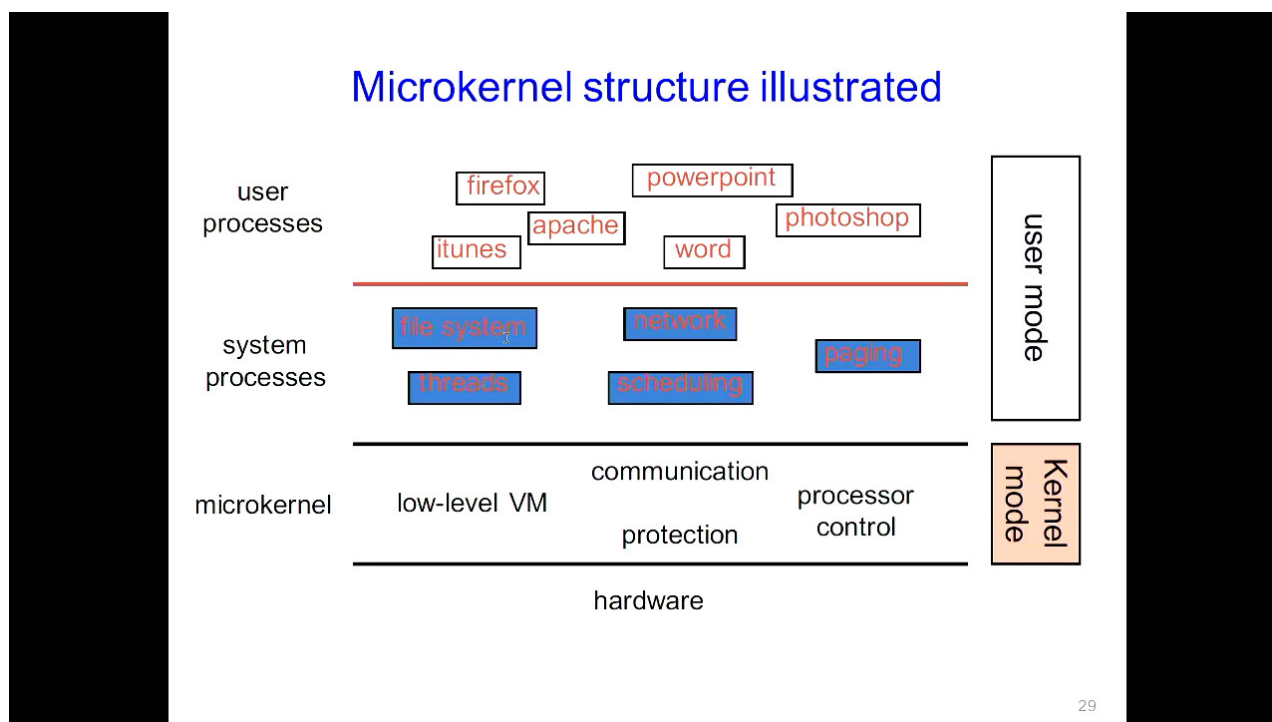 Microkernel structure illustrated
user
processes
firefox
powerpoint
apache
photoshop
itunes
word
user mode
system
processes
file system
network
paging
threads
scheduling
microkernel
communication
low-level VM
processor
control
protection
Kernel
mode
hardware
29